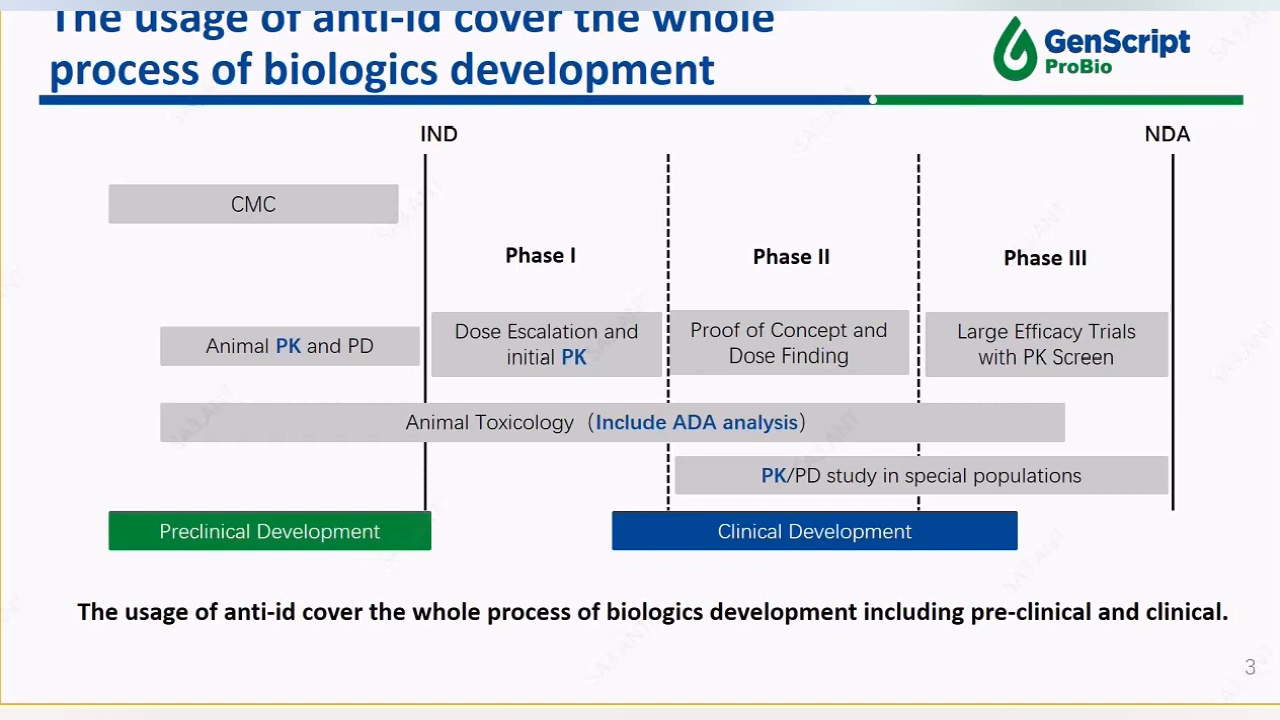 The usage of anti-id cover the whole
process of biologics development
GenScript
ProBio
IND
NDA
CMC
Phase I
Phase II
Phase III
Animal PK and PD
Dose Escalation and
initial PK
Proof of Concept and
Dose Finding
Large Efficacy Trials
with PK Screen
Animal Toxicology (Include ADA analysis)
PK/PD study in special populations
Preclinical Development
Clinical Development
The usage of anti-id cover the whole process of biologics development including pre-clinical and clinical.
3